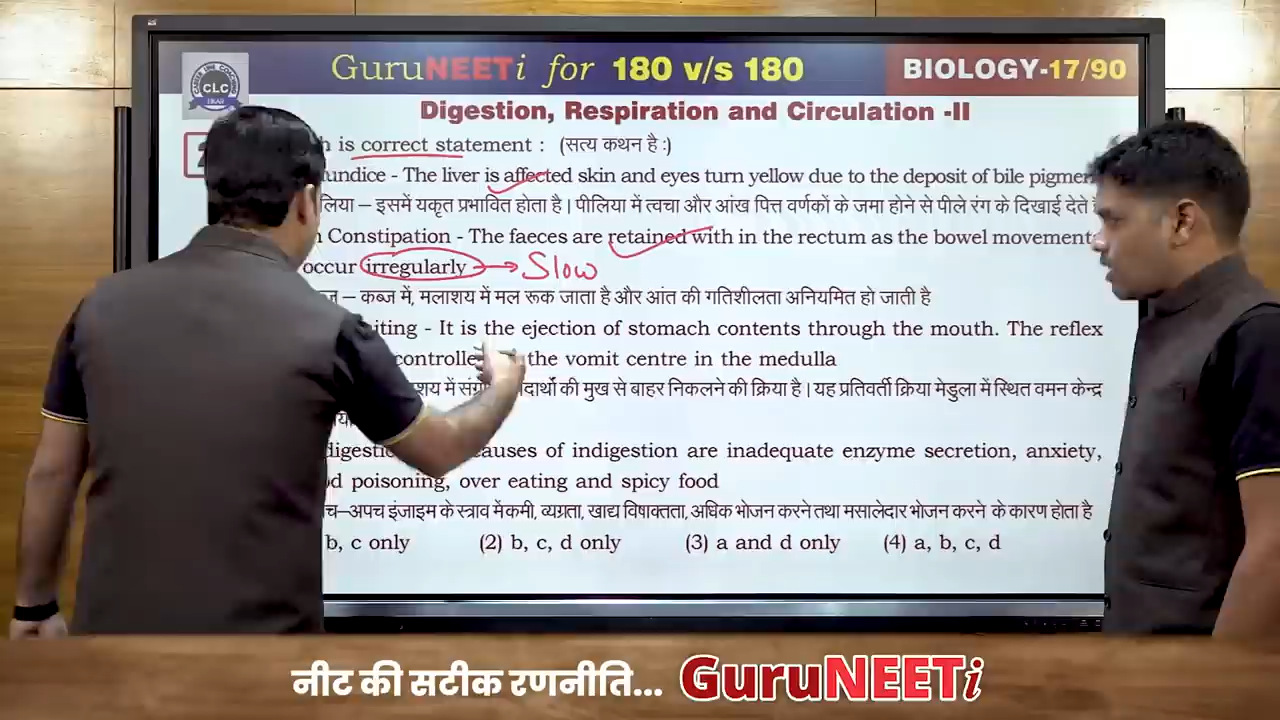 CLC
SIKAR
GuruNEETi for 180 v/s 180
BIOLOGY-17/90
Digestion, Respiration and Circulation -II
is correct statement : (सत्य कथन है :)
- The liver is affected skin and eyes turn yellow due to the deposit of bile
– इसमें यकृत प्रभावित होता है। पीलिया में त्वचा और आंख पित्त वर्णकों के जमा होने से पीले रंग के दिखाई देते
Constipation - The faeces are retained with in the rectum as the bowel
occur irregularly → Slow
– कब्ज में, मलाशय में मल रूक जाता है और आंत की गतिशीलता अनियमित हो जाती है
- It is the ejection of stomach contents through the mouth. The reflex
the vomit centre in the medulla
में मुख से बाहर निकलने की क्रिया है। यह प्रतिवर्ती क्रिया मेडुला में स्थित वमन केन्द्र
of indigestion are inadequate enzyme secretion, anxiety,
poisoning, over eating and spicy food
–अपच इंजाइम के स्त्राव में कमी, व्यग्रता, खाद्य विषाक्तता, अधिक भोजन करने तथा मसालेदार भोजन करने के कारण होता है
b, c only (2) b, c, d only (3) a and d only (4) a, b, c, d
नीट की सटीक रणनीति... GuruNEETi